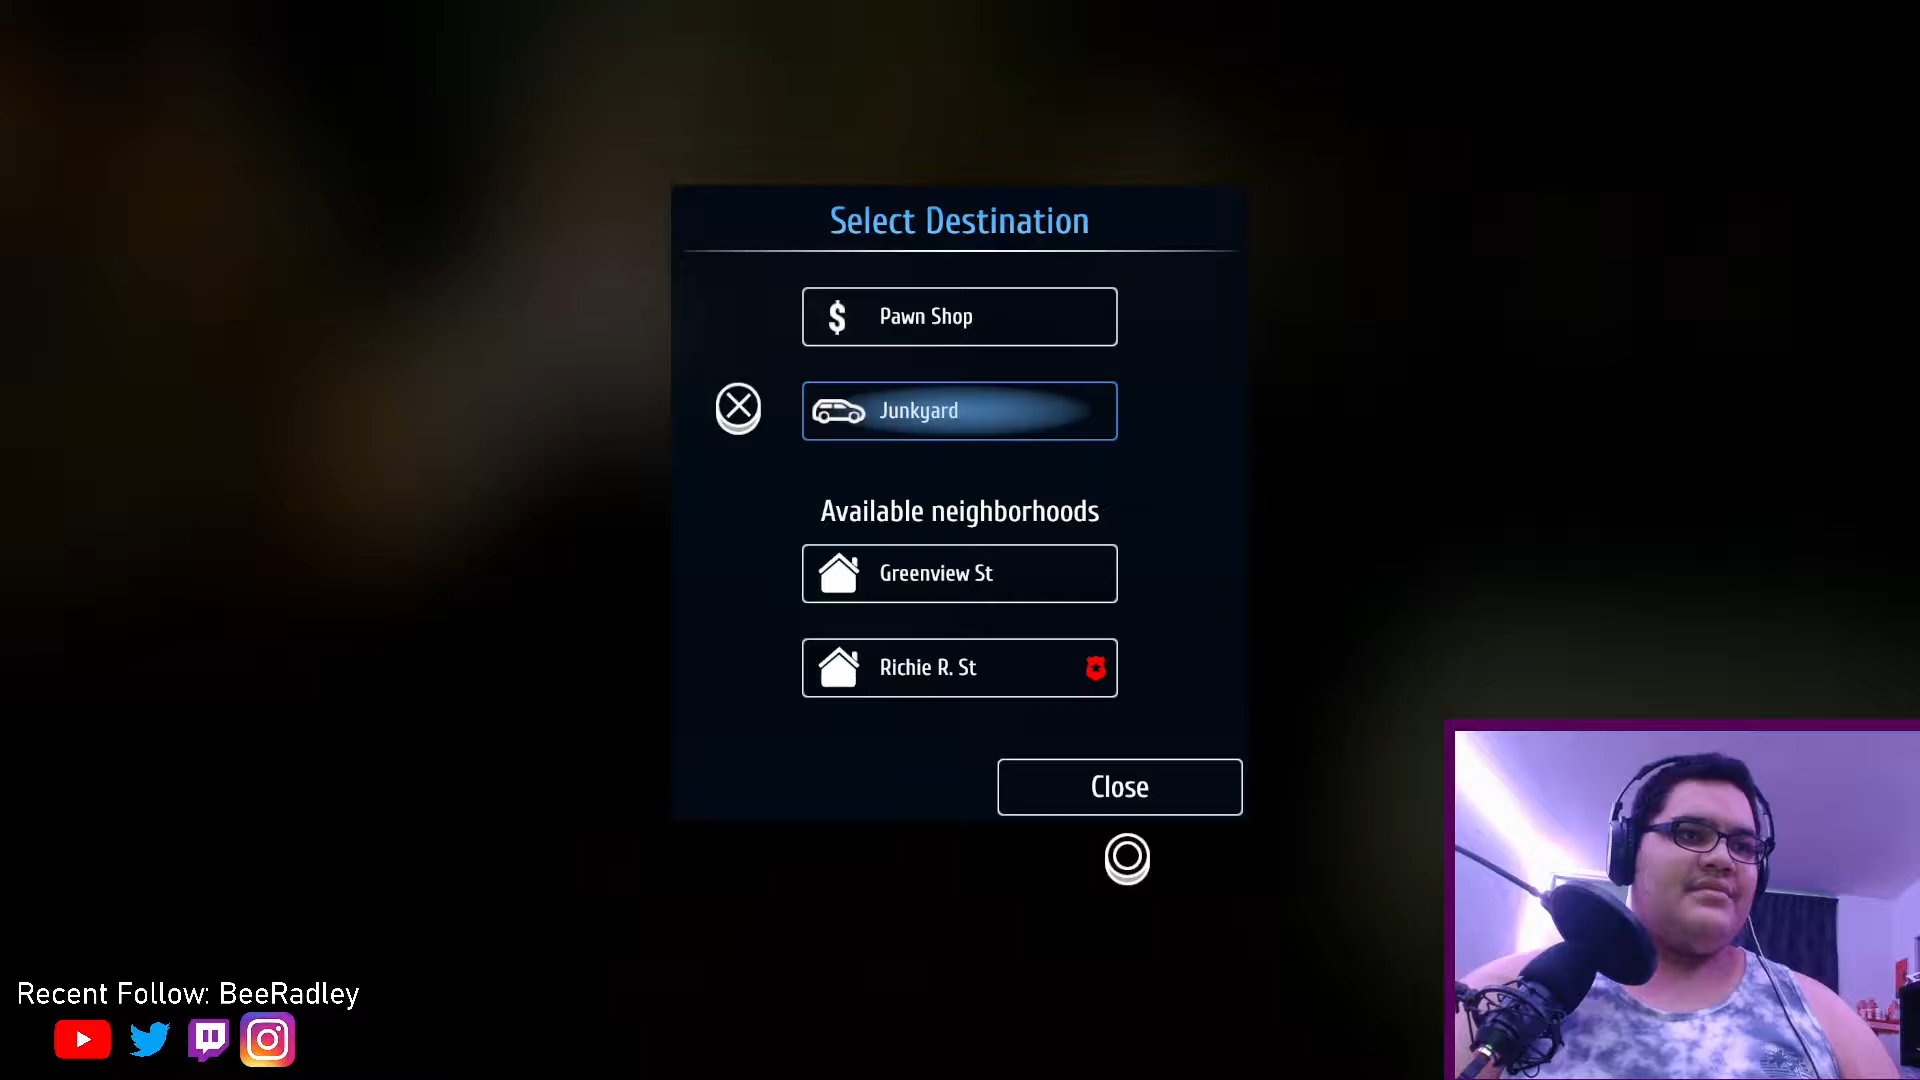 Select Destination
$ Pawn Shop
Junkyard
Available neighborhoods
Greenview St
Richie R. St
Close
Recent Follow: BeeRadley